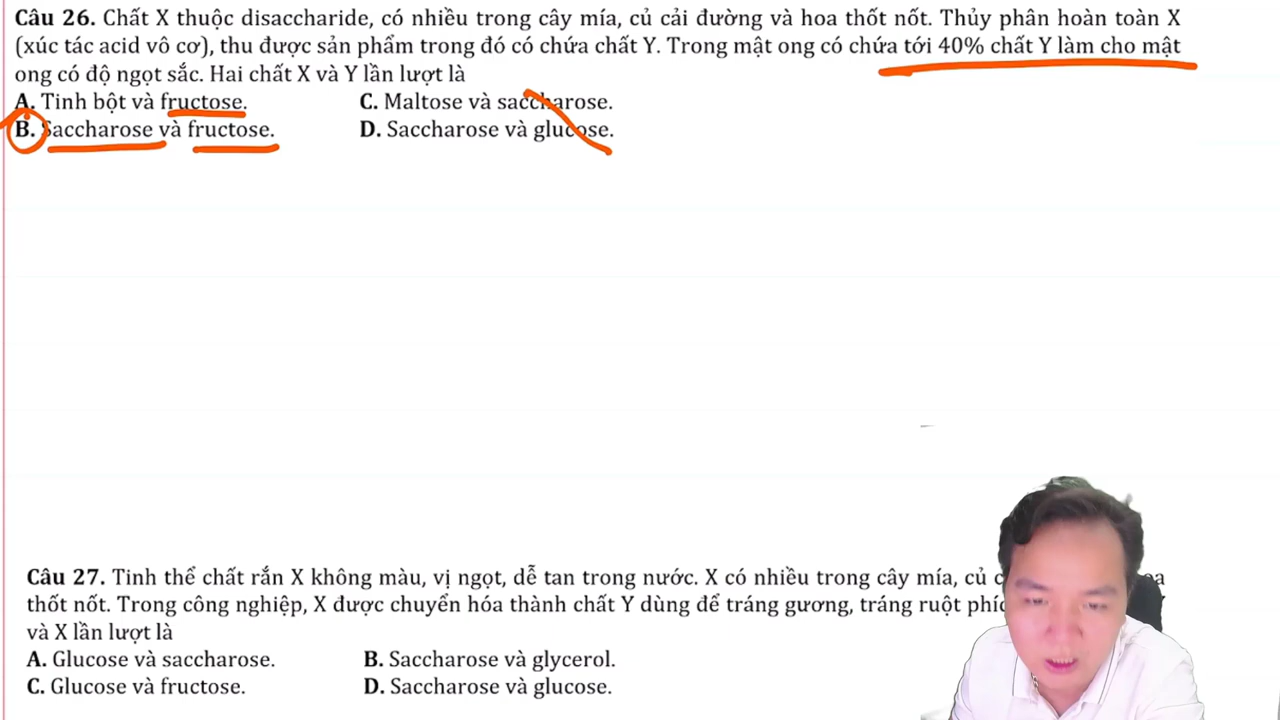 Câu 26. Chất X thuộc disaccharide, có nhiều trong cây mía, củ cải đường và hoa thốt nốt. Thủy phân hoàn toàn X
(xúc tác acid vô cơ), thu được sản phẩm trong đó có chứa chất Y. Trong mật ong có chứa tới 40% chất Y làm cho mật
ong có độ ngọt sắc. Hai chất X và Y lần lượt là
A. Tinh bột và fructose. C. Maltose và saccharose.
B. Saccharose và fructose. D. Saccharose và glucose.
Câu 27. Tinh thể chất rắn X không màu, vị ngọt, dễ tan trong nước. X có nhiều trong cây mía, củ
thốt nốt. Trong công nghiệp, X được chuyển hóa thành chất Y dùng để tráng gương, tráng ruột
và X lần lượt là
A. Glucose và saccharose. B. Saccharose và glycerol.
C. Glucose và fructose. D. Saccharose và glucose.